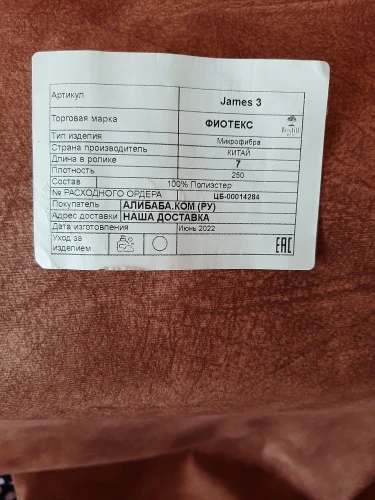 Артикул James 3
Торговая марка ФИОТЕКС
Textil
Тип изделия Микрофибра
Страна производитель КИТАЙ
Длина в ролике 7
Плотность 250
Состав 100% Полиэстер
№ РАСХОДНОГО ОРДЕРА ЦБ-00014284
Покупатель АЛИБАБА.КОМ (РУ)
Адрес доставки НАША ДОСТАВКА
Дата изготовления Июнь 2022
Уход за
изделием
EAC